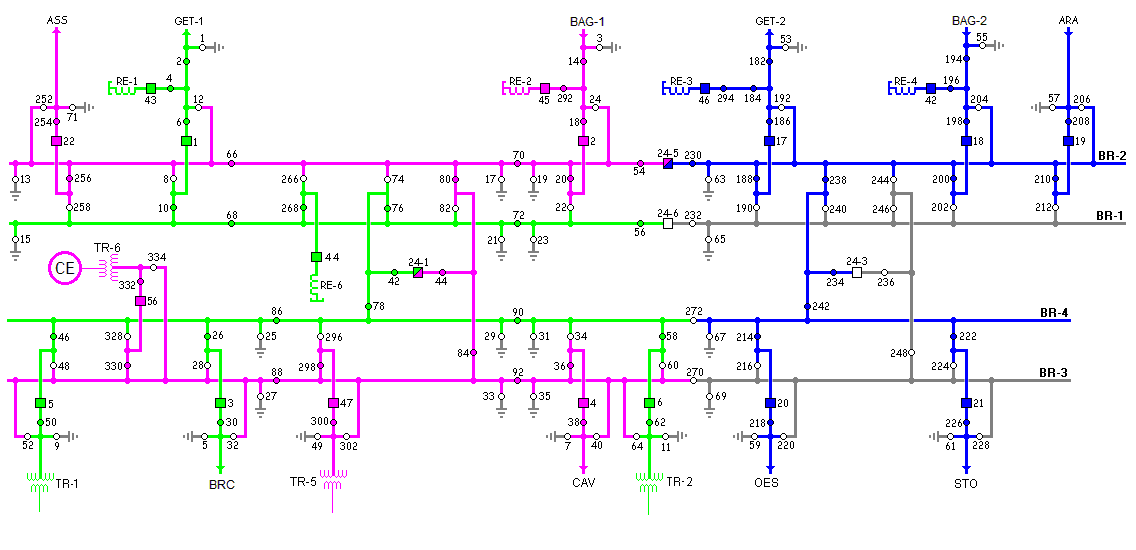 ASS GET-1 BAG-1 GET-2 BAG-2 ARA
1 3 53 55
2 14 182 194
RE-1 4 RE-2 RE-3 RE-4 196
43 45 292 46 294 184 42
252 71 12 24 192 204 57 206
254 6 18 186 198 208
22 1 2 17 18 19
66 70 24-5 230 BR-2
54
13 256 8 266 74 80 17 19 20 63 188 238 244 200 210
258 10 268 76 82 22 190 240 246 202 212
68 72 24-6 232 BR-1
56
15 21 23 65
TR-6 334 44 24-1 24-3
CE 332 42 44 234 236
56 RE-6
78 242
86 90 272 BR-4
46 328 26 25 296 29 31 34 58 67 214 222
84 248
48 330 28 298 36 60 216 224
88 92 270 BR-3
27 33 35 69
5 3 47 4 6 20 21
50 30 300 38 62 218 226
52 9 5 32 49 302 7 40 64 11 59 220 61 228
TR-1 BRC TR-5 CAV TR-2 OES STO